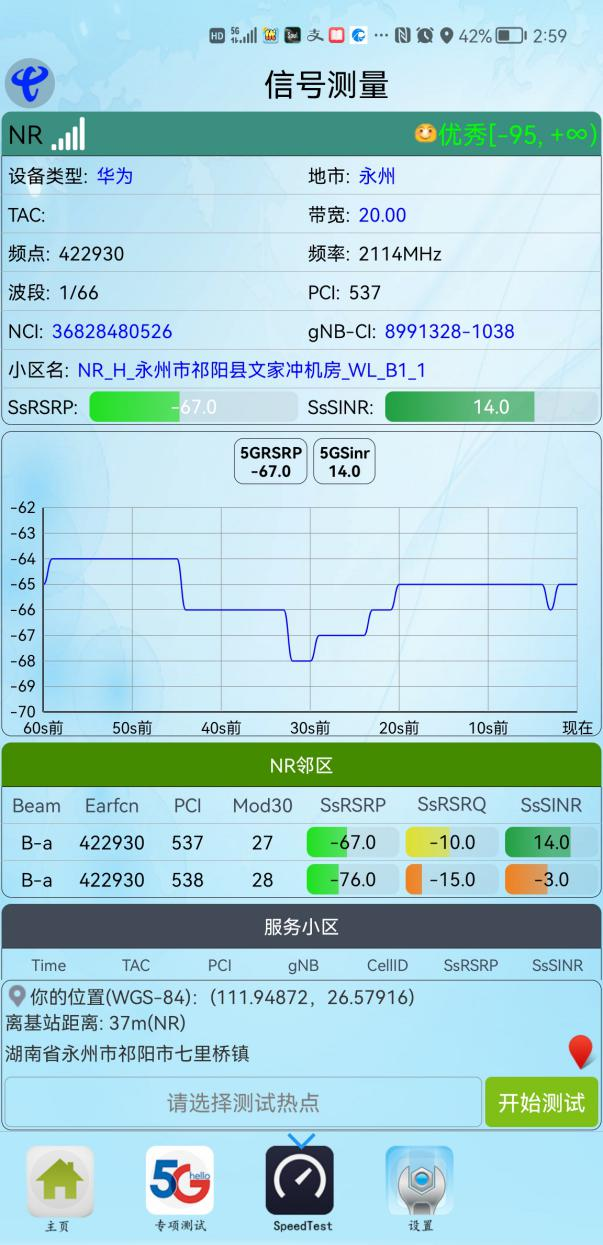 HD 5G 42% 2:59
信号测量
NR 优秀[-95, +∞)
设备类型: 华为 地市: 永州
TAC: 带宽: 20.00
频点: 422930 频率: 2114MHz
波段: 1/66 PCI: 537
NCI: 36828480526 gNB-CI: 8991328-1038
小区名: NR_H_永州市祁阳县文家冲机房_WL_B1_1
SsRSRP: -67.0 SsSINR: 14.0
5GRSRP 5GSinr
-67.0 14.0
-62
-63
-64
-65
-66
-67
-68
-69
-70
60s前 50s前 40s前 30s前 20s前 10s前 现在
NR邻区
Beam Earfcn PCI Mod30 SsRSRP SsRSRQ SsSINR
B-a 422930 537 27 -67.0 -10.0 14.0
B-a 422930 538 28 -76.0 -15.0 -3.0
服务小区
Time TAC PCI gNB CellID SsRSRP SsSINR
你的位置(WGS-84): (111.94872, 26.57916)
离基站距离: 37m(NR)
湖南省永州市祁阳市七里桥镇
请选择测试热点 开始测试
5G hello
主页 专项测试 SpeedTest 设置